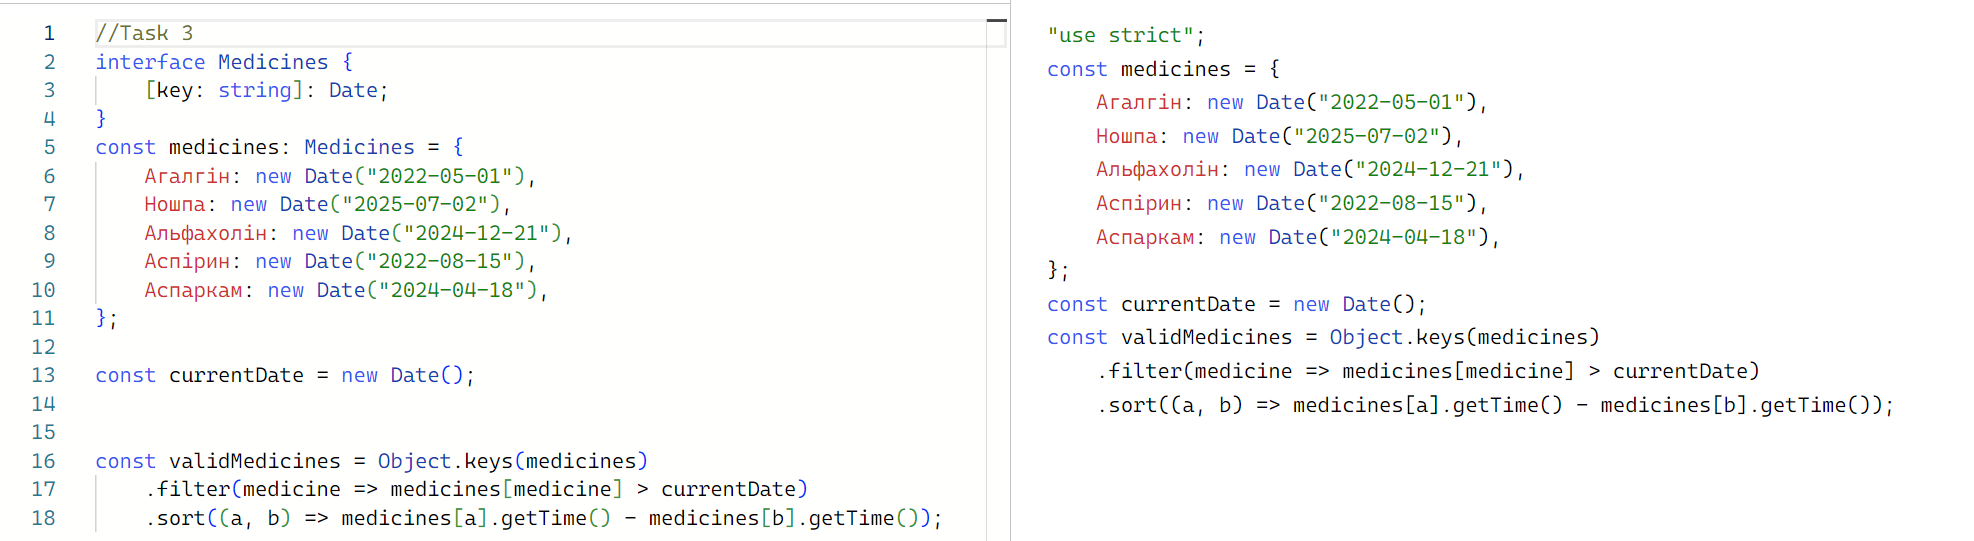 1 //Task 3
2 interface Medicines {
3 [key: string]: Date;
4 }
5 const medicines: Medicines = {
6 Агалгін: new Date("2022-05-01"),
7 Ношпа: new Date("2025-07-02"),
8 Альфахолін: new Date("2024-12-21"),
9 Аспірин: new Date("2022-08-15"),
10 Аспаркам: new Date("2024-04-18"),
11 };
12
13 const currentDate = new Date();
14
15
16 const validMedicines = Object.keys(medicines)
17 .filter(medicine => medicines[medicine] > currentDate)
18 .sort((a, b) => medicines[a].getTime() - medicines[b].getTime());
"use strict";
const medicines = {
Агалгін: new Date("2022-05-01"),
Ношпа: new Date("2025-07-02"),
Альфахолін: new Date("2024-12-21"),
Аспірин: new Date("2022-08-15"),
Аспаркам: new Date("2024-04-18"),
};
const currentDate = new Date();
const validMedicines = Object.keys(medicines)
.filter(medicine => medicines[medicine] > currentDate)
.sort((a, b) => medicines[a].getTime() - medicines[b].getTime());